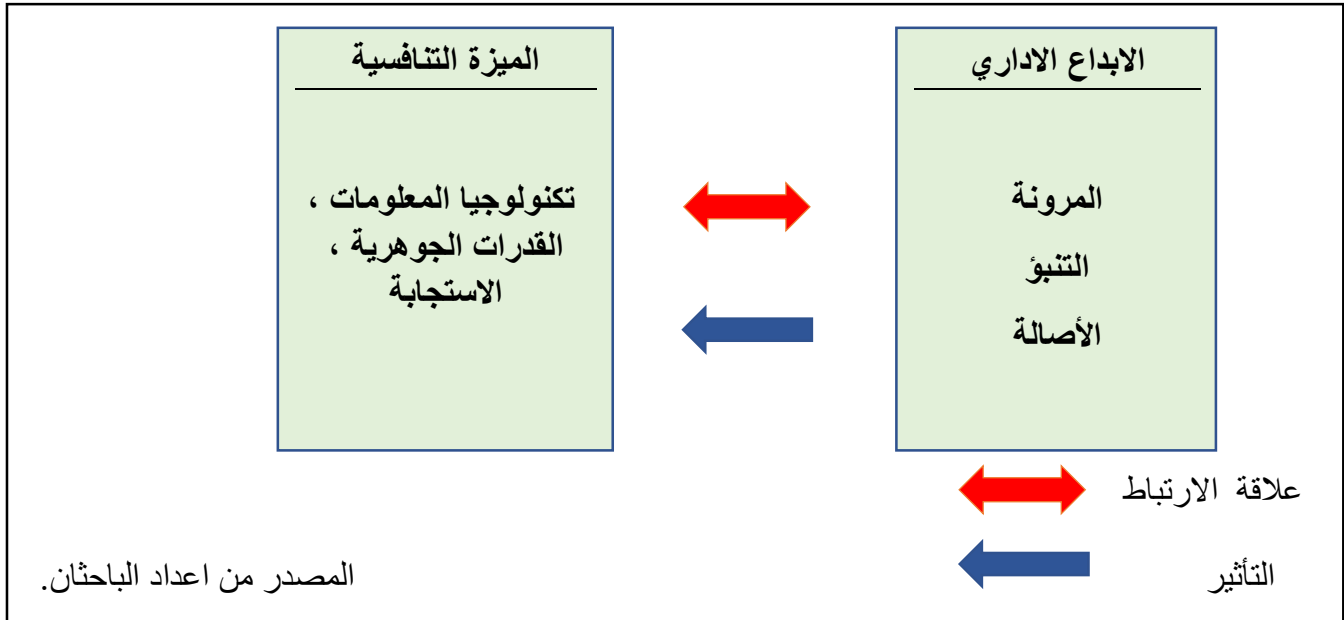 الابداع الاداري
المرونة
التنبؤ
الأصالة
الميزة التنافسية
تكنولوجيا المعلومات ،
القدرات الجوهرية ،
الاستجابة
علاقة الارتباط
التأثير
المصدر من اعداد الباحثان.